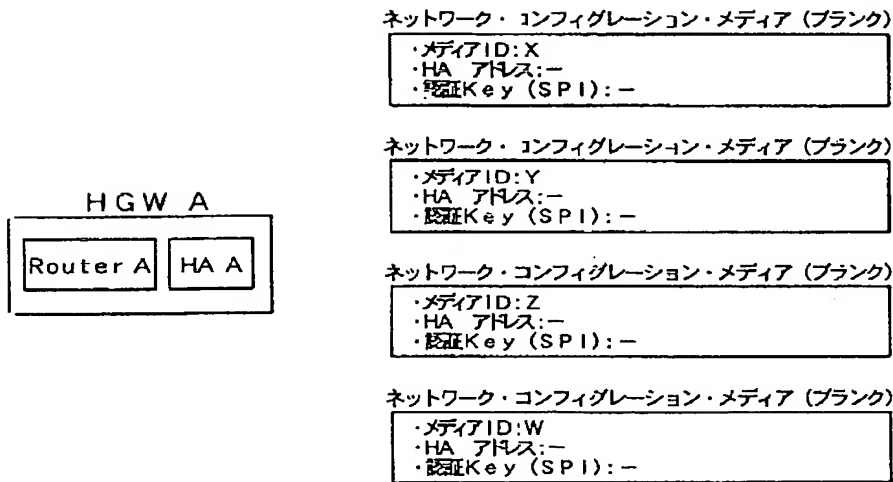 ネットワーク・コンフィグレーション・メディア (ブランク)
・メディアID:X
・HA アドレス:ー
・認証Key (SPI):ー
ネットワーク・コンフィグレーション・メディア (ブランク)
・メディアID:Y
・HA アドレス:ー
・認証Key (SPI):ー
HGW A
Router A
HA A
ネットワーク・コンフィグレーション・メディア (ブランク)
・メディアID:Z
・HA アドレス:ー
・認証Key (SPI):ー
ネットワーク・コンフィグレーション・メディア (ブランク)
・メディアID:W
・HA アドレス:ー
・認証Key (SPI):ー